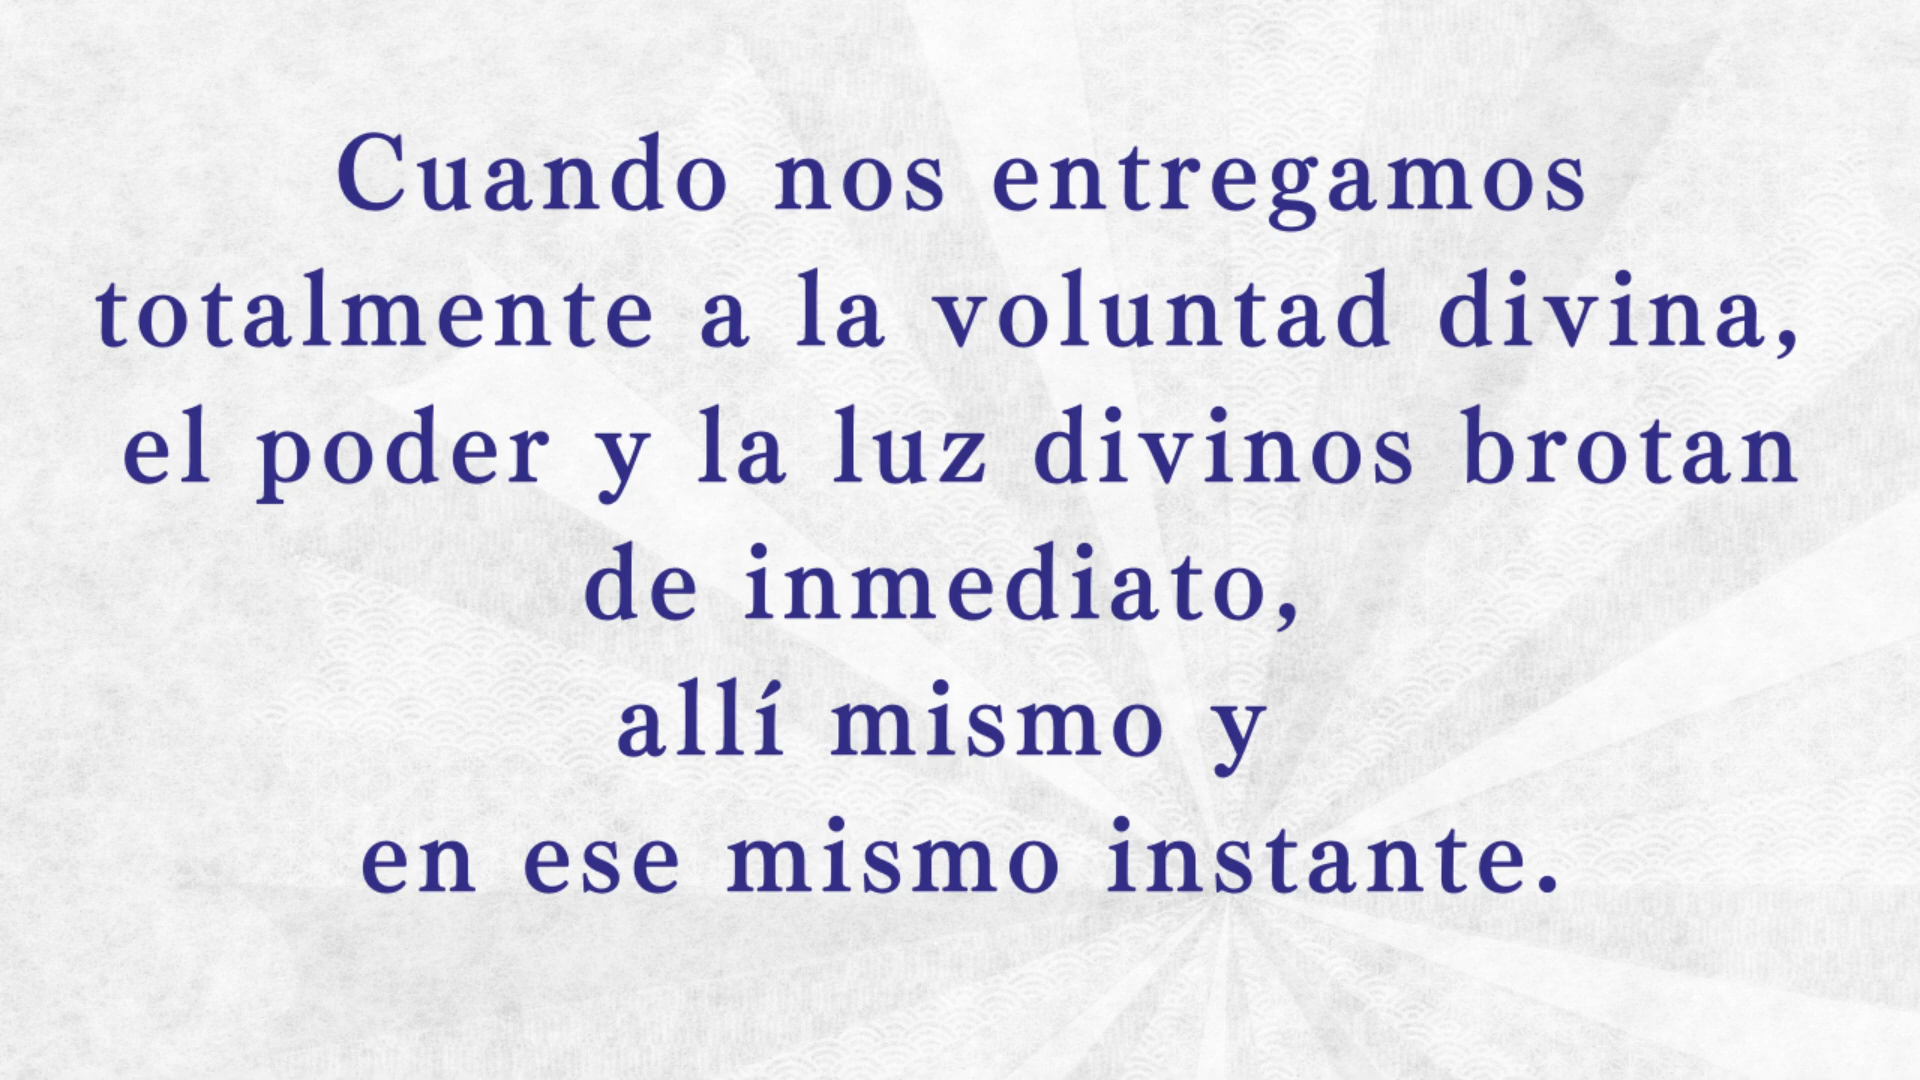 Cuando nos entregamos
totalmente a la voluntad divina,
el poder y la luz divinos brotan
de inmediato,
allí mismo y
en ese mismo instante.